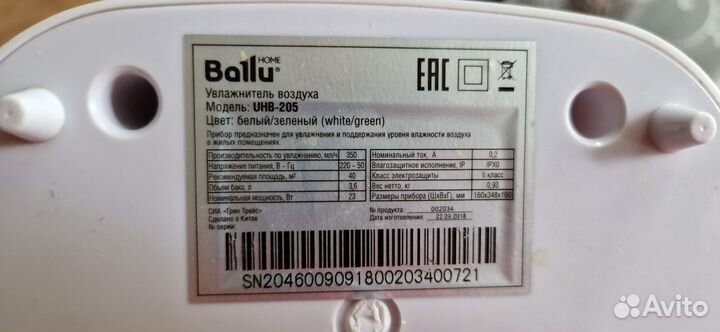 Ballu HOME
EAC
Увлажнитель воздуха
Модель: UHB-205
Цвет: белый/зеленый (white/green)
Прибор предназначен для увлажнения и поддержания уровня влажности воздуха
в жилых помещениях
Производительность по увлажнению, мл/ч 350
Напряжение питания, В - Гц 220 - 50
Рекомендуемая площадь, м² 40
Объем бака, л 3,6
Номинальная мощность, Вт 23
Номинальный ток, А 0,2
Влагозащитное исполнение, IP IPX0
Класс электрозащиты II класс
Вес нетто, кг 0,93
Размеры прибора (ШхВхГ), мм 160x348x160
СИА «Грин Трейс»
Сделано в Китае
№ серии
№ продукта 002034
Дата изготовления 22.09.2018
SN2046009091800203400721
Avito